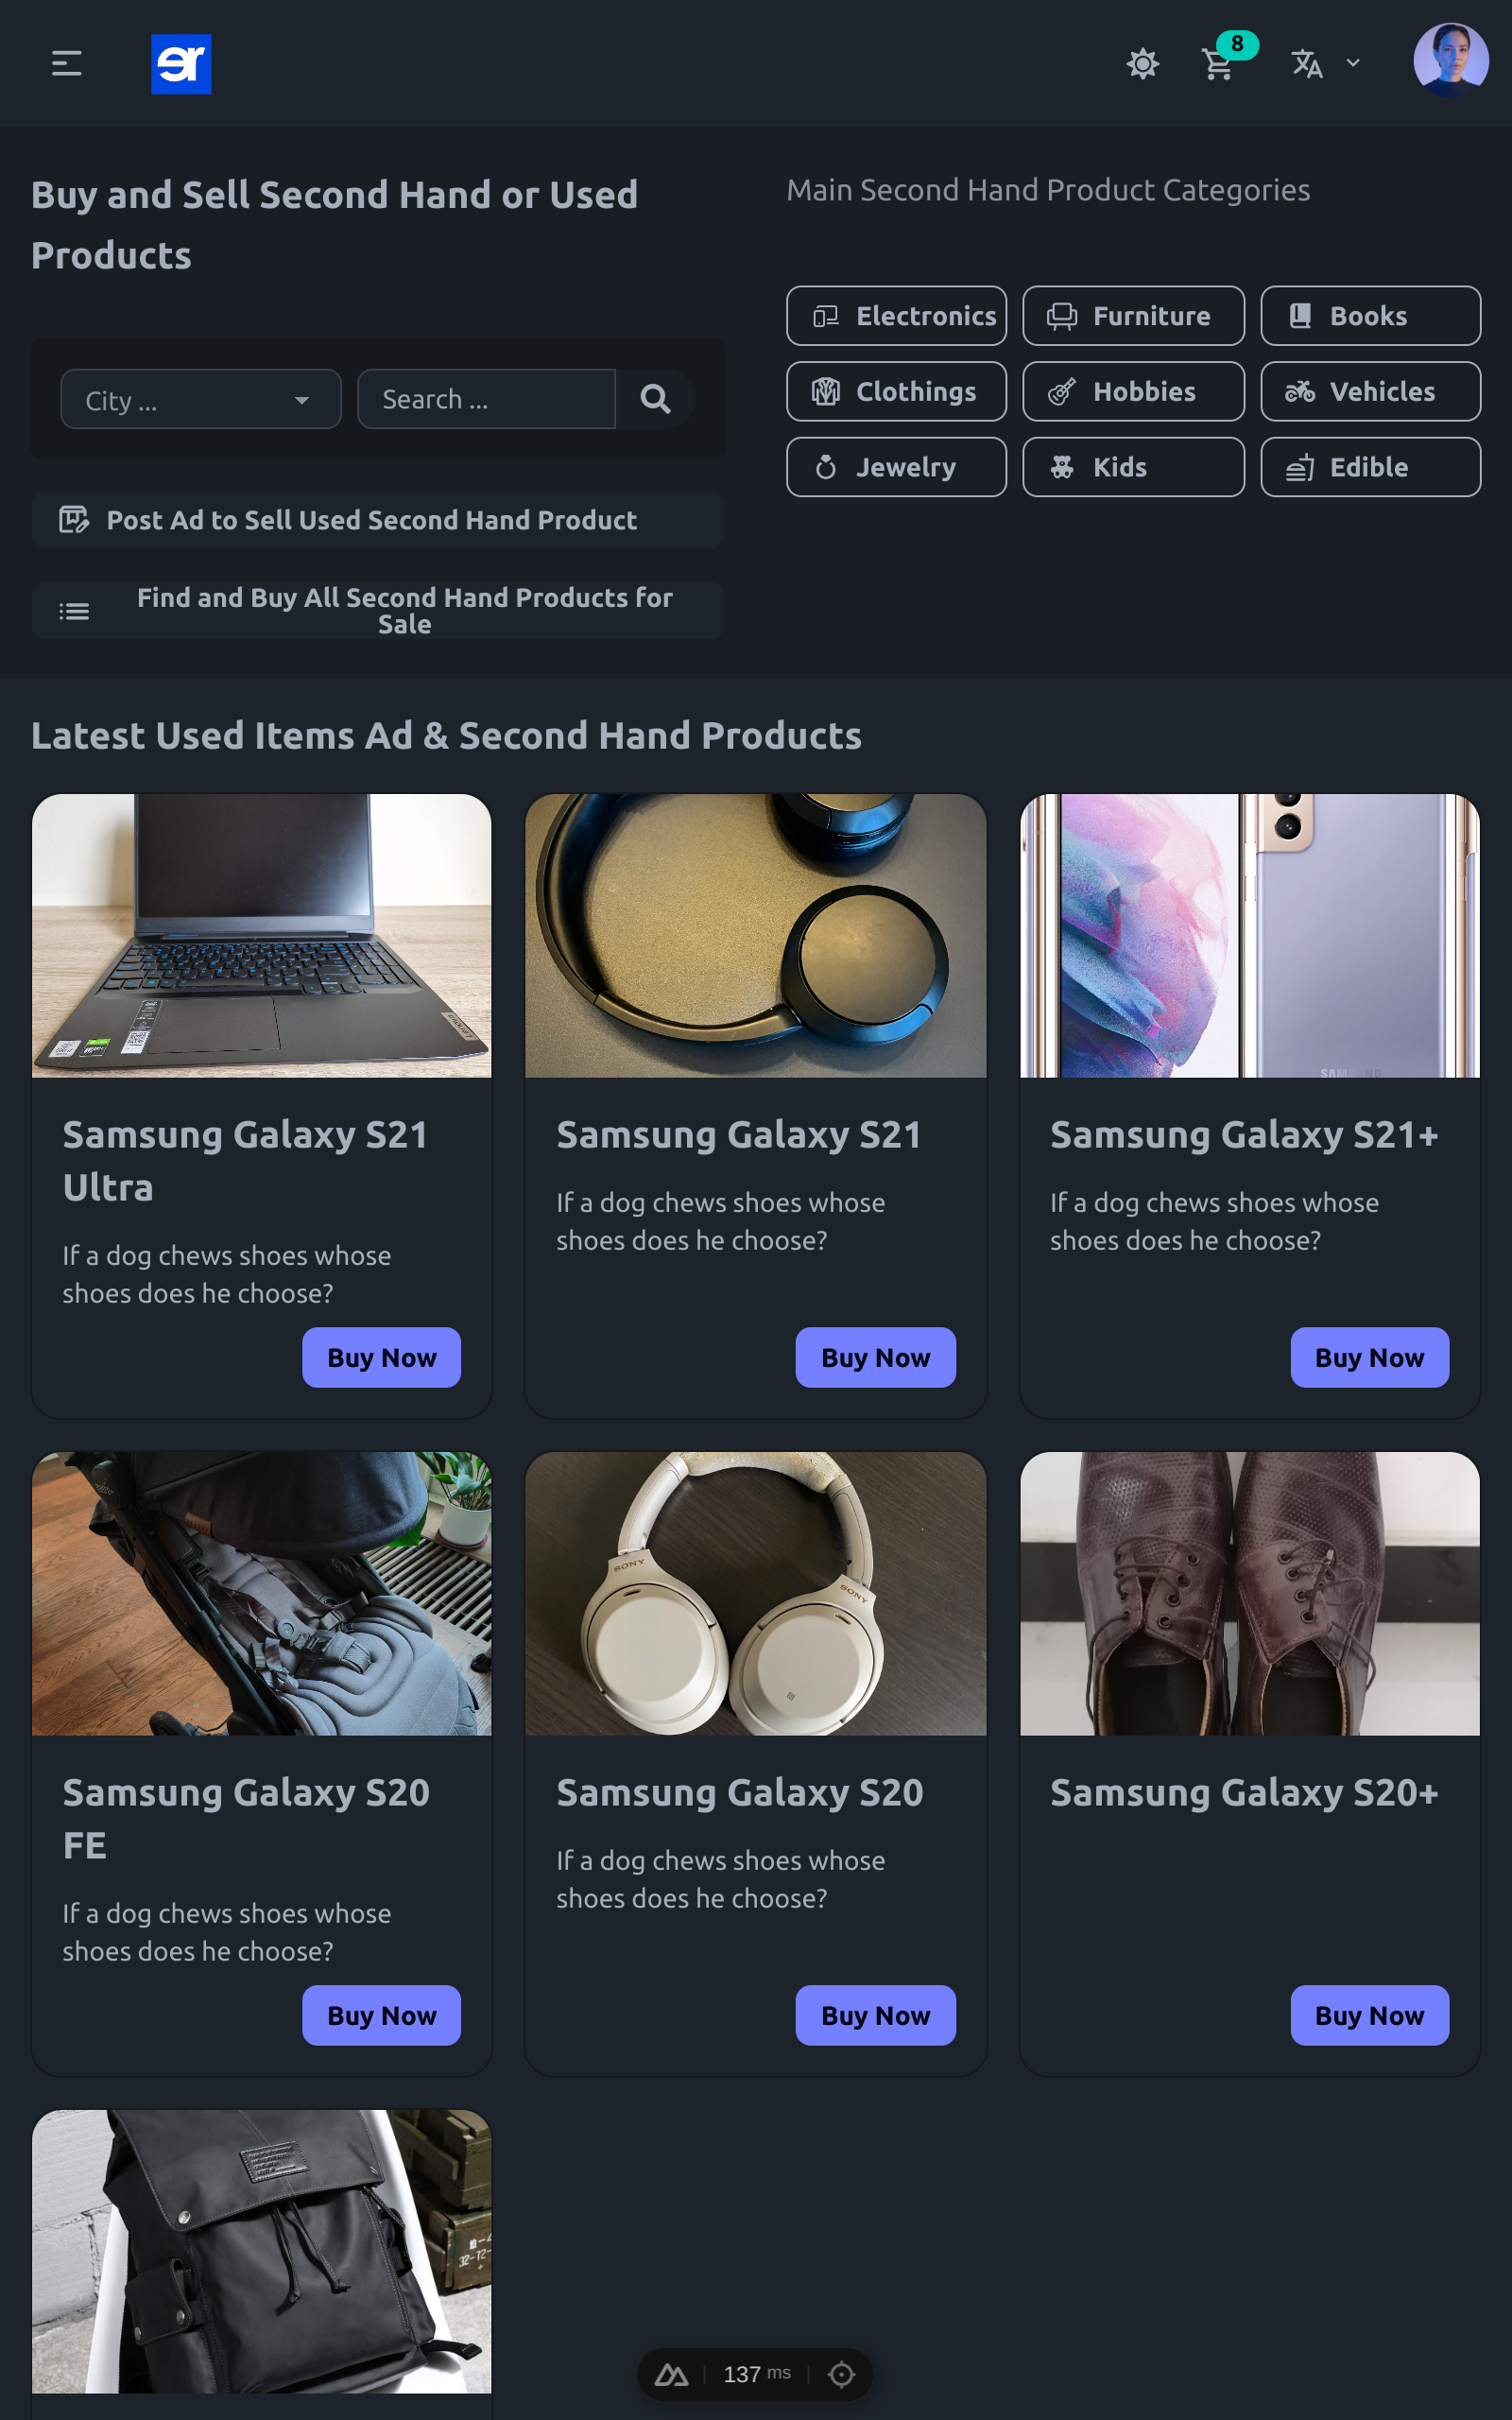 er
8
Buy and Sell Second Hand or Used
Products
City ...
Search ...
Post Ad to Sell Used Second Hand Product
Find and Buy All Second Hand Products for
Sale
Main Second Hand Product Categories
Electronics
Furniture
Books
Clothings
Hobbies
Vehicles
Jewelry
Kids
Edible
Latest Used Items Ad & Second Hand Products
SAMSUNG
Samsung Galaxy S21
Ultra
If a dog chews shoes whose
shoes does he choose?
Buy Now
Samsung Galaxy S21
If a dog chews shoes whose
shoes does he choose?
Buy Now
Samsung Galaxy S21+
If a dog chews shoes whose
shoes does he choose?
Buy Now
SONY
SONY
Samsung Galaxy S20
FE
If a dog chews shoes whose
shoes does he choose?
Buy Now
Samsung Galaxy S20
If a dog chews shoes whose
shoes does he choose?
Buy Now
Samsung Galaxy S20+
Buy Now
137 ms